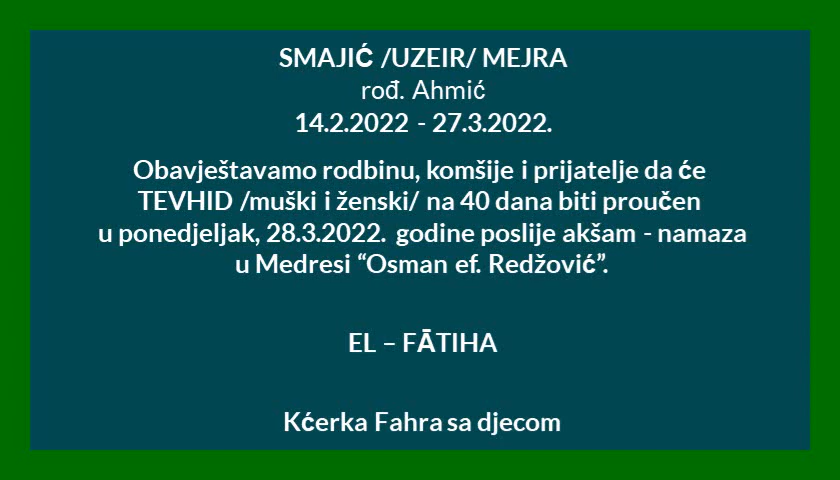 SMAJIĆ /UZEIR/ MEJRA
rođ. Ahmić
14.2.2022 - 27.3.2022.
Obavještavamo rodbinu, komšije i prijatelje da će
TEVHID /muški i ženski/ na 40 dana biti proučen
u ponedjeljak, 28.3.2022. godine poslije akšam - namaza
u Medresi “Osman ef. Redžović”.
EL – FĀTIHA
Kćerka Fahra sa djecom